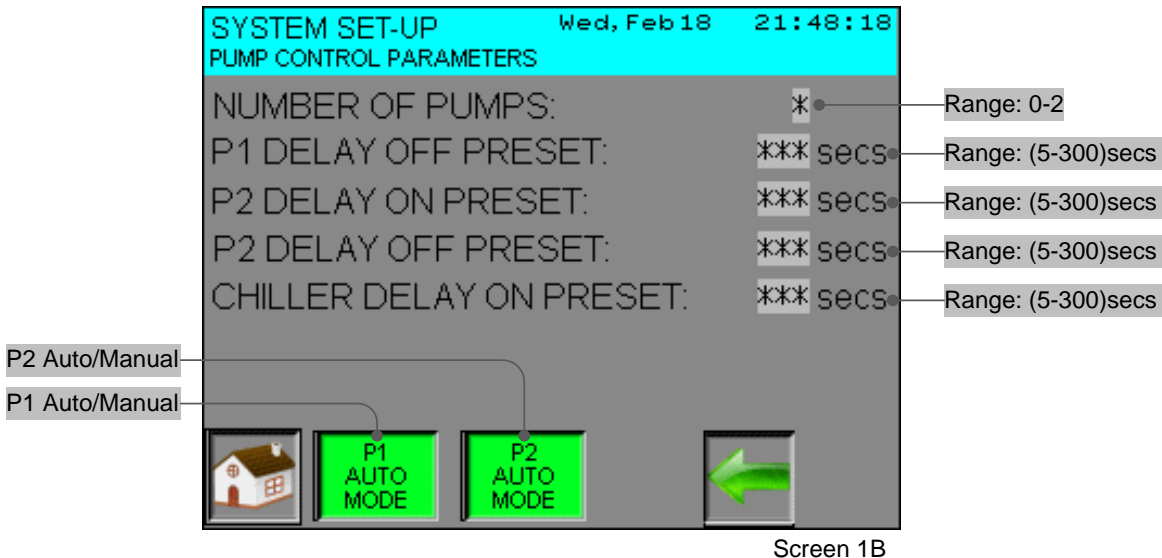 SYSTEM SET-UP Wed, Feb 18 21:48:18
PUMP CONTROL PARAMETERS
NUMBER OF PUMPS: * Range: 0-2
P1 DELAY OFF PRESET: *** secs Range: (5-300)secs
P2 DELAY ON PRESET: *** secs Range: (5-300)secs
P2 DELAY OFF PRESET: *** secs Range: (5-300)secs
CHILLER DELAY ON PRESET: *** secs Range: (5-300)secs
P2 Auto/Manual
P1 Auto/Manual
P1
AUTO
MODE
P2
AUTO
MODE
Screen 1B